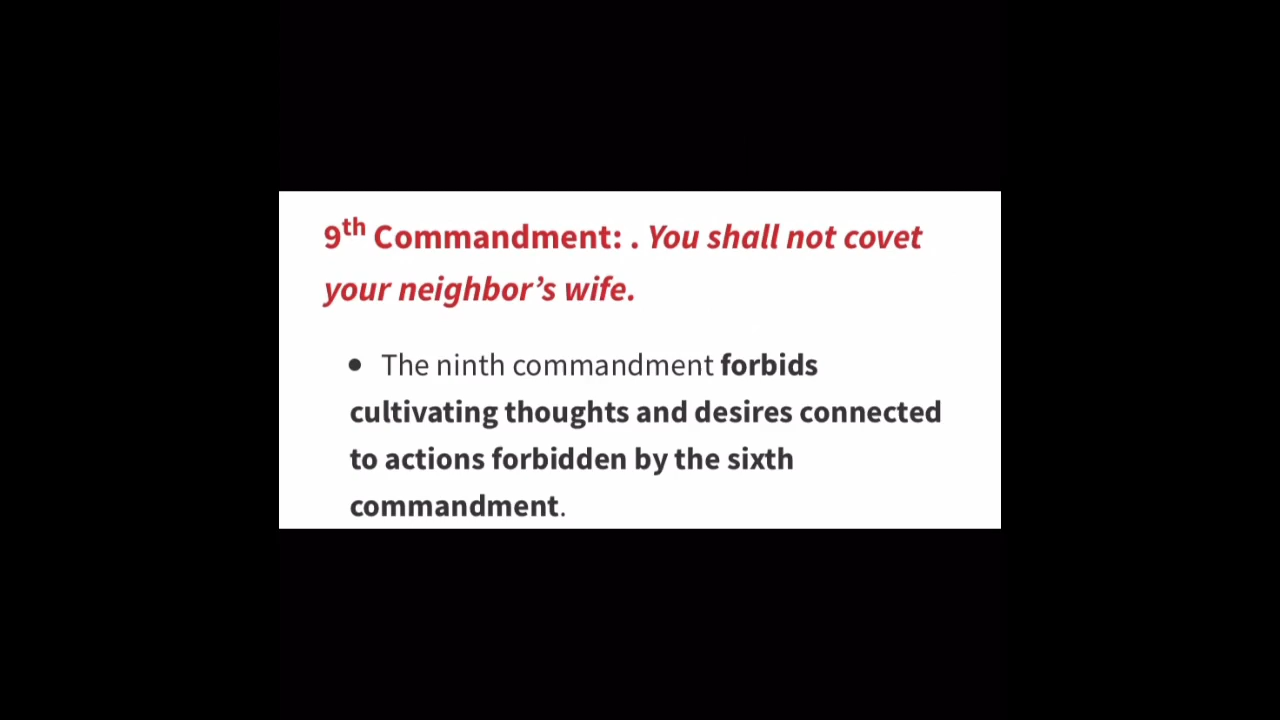 9th Commandment: . You shall not covet
your neighbor’s wife.
• The ninth commandment forbids
cultivating thoughts and desires connected
to actions forbidden by the sixth
commandment.